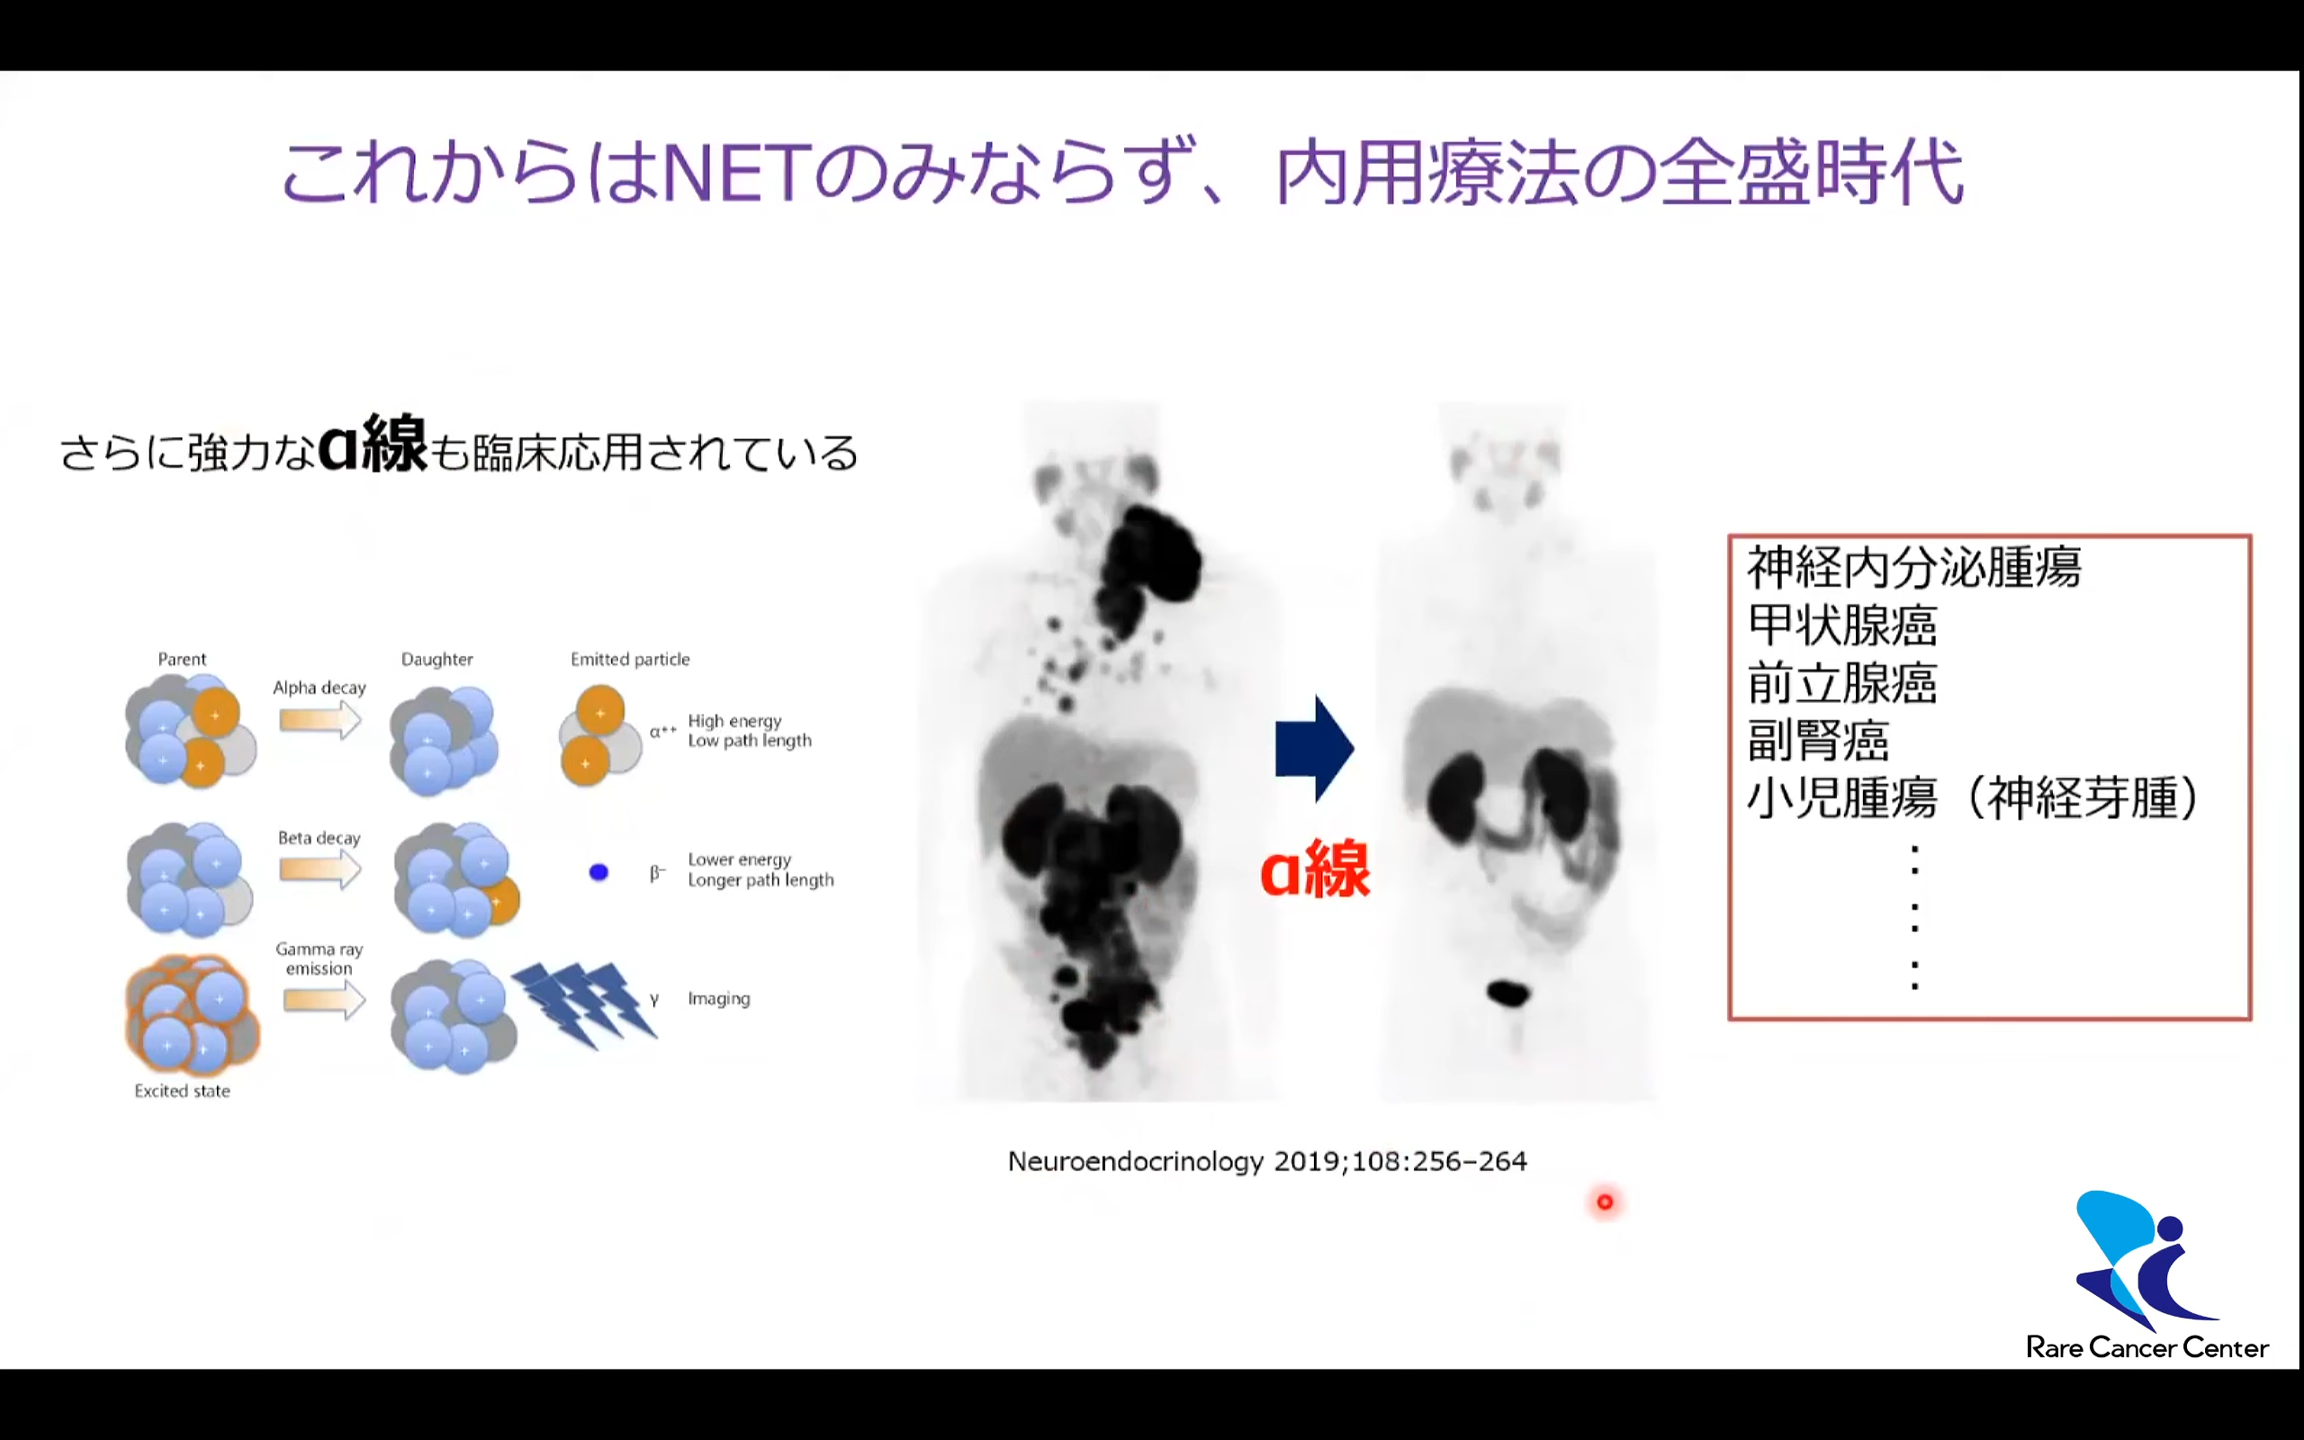 これからはNETのみならず、内用療法の全盛時代
さらに強力なα線も臨床応用されている
Parent
Daughter
Emitted particle
Alpha decay
α++
High energy
Low path length
Beta decay
β−
Lower energy
Longer path length
Gamma ray
emission
γ
Imaging
Excited state
α線
Neuroendocrinology 2019;108:256–264
神経内分泌腫瘍
甲状腺癌
前立腺癌
副腎癌
小児腫瘍（神経芽腫）
：
：
：
Rare Cancer Center